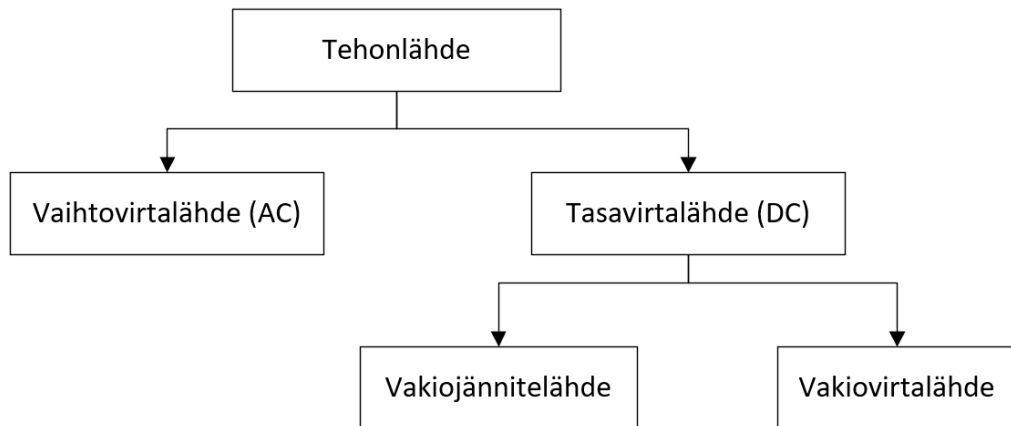 Tehonlähde
Vaihtovirtalähde (AC)
Tasavirtalähde (DC)
Vakiojännitelähde
Vakiovirtalähde